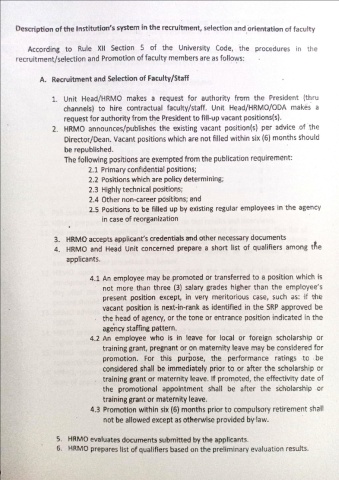 Description of the Institution's system in the recruitment, selection and orientation of faculty
According to Rule XII Section 5 of the University Code, the procedures in the
recruitment/selection and Promotion of faculty members are as follows:
A. Recruitment and Selection of Faculty/Staff
1. Unit Head/HRMO makes a request for authority from the President (thru
channels) to hire contractual faculty/staff. Unit Head/HRMO/ODA makes a
request for authority from the President to fill-up vacant positions(s).
2. HRMO announces/publishes the existing vacant position(s) per advice of the
Director/Dean. Vacant positions which are not filled within six (6) months should
be republished.
The following positions are exempted from the publication requirement:
2.1 Primary confidential positions;
2.2 Positions which are policy determining;
2.3 Highly technical positions;
2.4 Other non-career positions; and
2.5 Positions to be filled up by existing regular employees in the agency
in case of reorganization
3. HRMO accepts applicant's credentials and other necessary documents
4. HRMO and Head Unit concerned prepare a short list of qualifiers among the
applicants.
4.1 An employee may be promoted or transferred to a position which is
not more than three (3) salary grades higher than the employee's
present position except, in very meritorious case, such as: if the
vacant position is next-in-rank as identified in the SRP approved be
the head of agency, or the tone or entrance position indicated in the
agency staffing pattern.
4.2 An employee who is in leave for local or foreign scholarship or
training grant, pregnant or on maternity leave may be considered for
promotion. For this purpose, the performance ratings to be
considered shall be immediately prior to or after the scholarship or
training grant or maternity leave. If promoted, the effectivity date of
the promotional appointment shall be after the scholarship or
training grant or maternity leave.
4.3 Promotion within six (6) months prior to compulsory retirement shall
not be allowed except as otherwise provided by law.
5. HRMO evaluates documents submitted by the applicants.
6. HRMO prepares list of qualifiers based on the preliminary evaluation results.